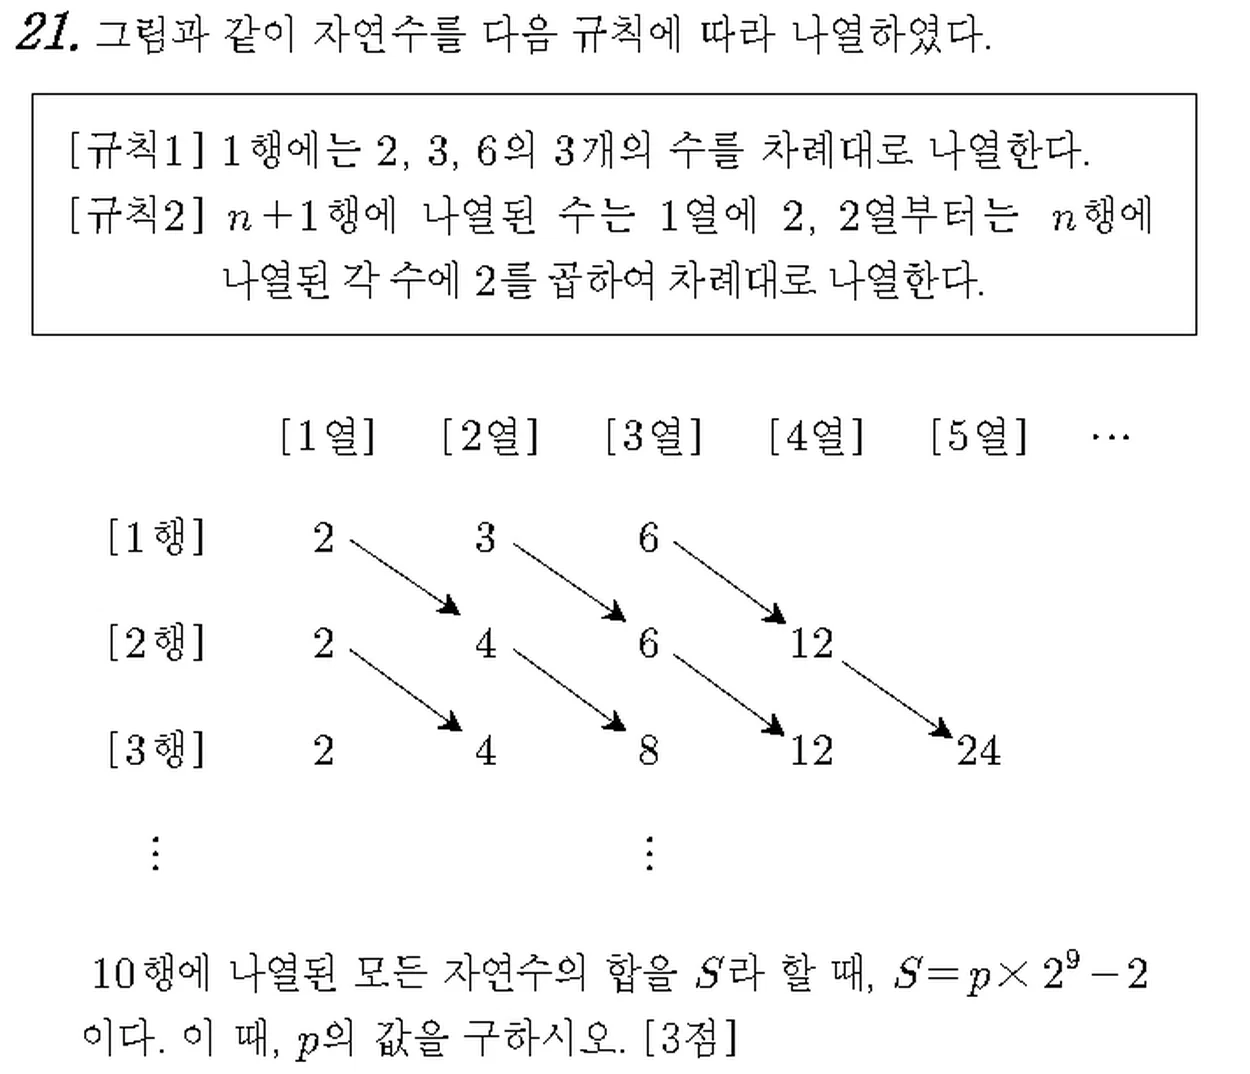 21. 그림과 같이 자연수를 다음 규칙에 따라 나열하였다.
[규칙1] 1행에는 2, 3, 6의 3개의 수를 차례대로 나열한다.
[규칙2] n+1행에 나열된 수는 1열에 2, 2열부터는 n행에
나열된 각 수에 2를 곱하여 차례대로 나열한다.
[1열] [2열] [3열] [4열] [5열] ⋯
[1행] 2 3 6
[2행] 2 4 6 12
[3행] 2 4 8 12 24
⋮ ⋮
10행에 나열된 모든 자연수의 합을 S라 할 때, S=p×2⁹−2
이다. 이 때, p의 값을 구하시오. [3점]